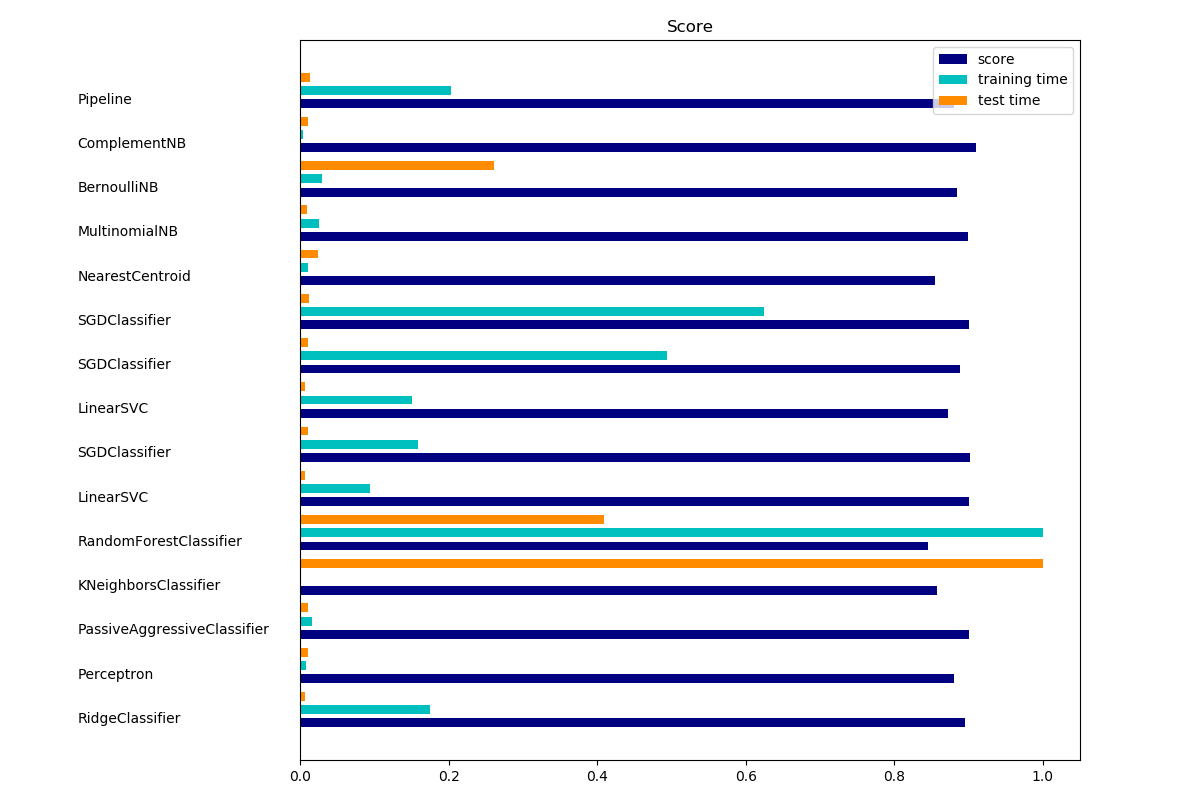 Score
score
training time
test time
Pipeline
ComplementNB
BernoulliNB
MultinomialNB
NearestCentroid
SGDClassifier
SGDClassifier
LinearSVC
SGDClassifier
LinearSVC
RandomForestClassifier
KNeighborsClassifier
PassiveAggressiveClassifier
Perceptron
RidgeClassifier
0.0 0.2 0.4 0.6 0.8 1.0